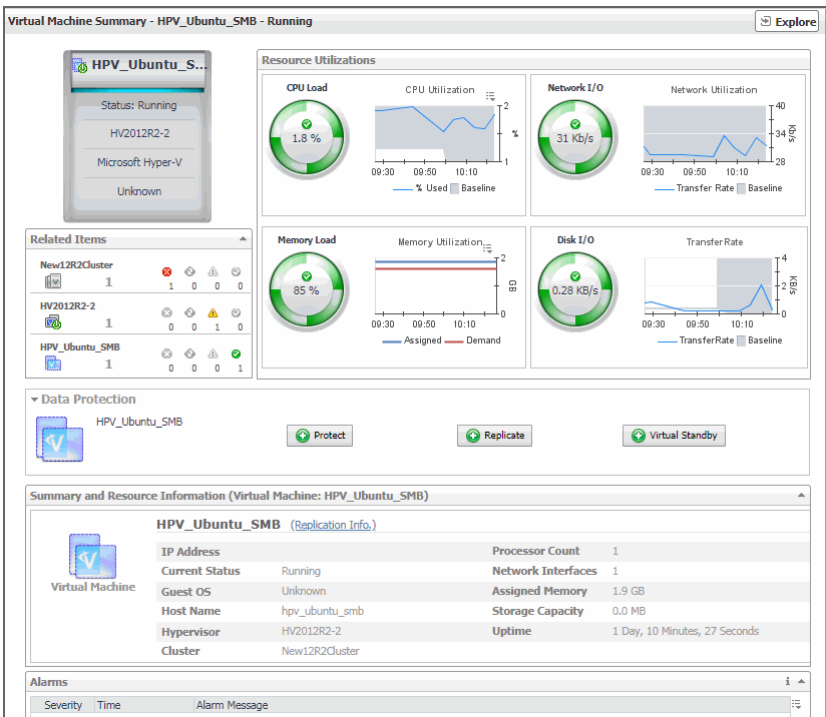 Virtual Machine Summary - HPV_Ubuntu_SMB - Running
Explore
HPV_Ubuntu_S...
Status: Running
HV2012R2-2
Microsoft Hyper-V
Unknown
Resource Utilizations
CPU Load
1.8 %
CPU Utilization
2
%
1
09:30 09:50 10:10
% Used Baseline
Network I/O
31 Kb/s
Network Utilization
40
34
28
Kb/s
09:30 09:50 10:10
Transfer Rate Baseline
Memory Load
85 %
Memory Utilization
2
GB
0
09:30 09:50 10:10
Assigned Demand
Disk I/O
0.28 KB/s
TransferRate
4
2
0
KB/s
09:30 09:50 10:10
TransferRate Baseline
Related Items
New12R2Cluster
1 1 0 0 0
HV2012R2-2
1 0 0 1 0
HPV_Ubuntu_SMB
1 0 0 0 1
Data Protection
HPV_Ubuntu_SMB
Protect
Replicate
Virtual Standby
Summary and Resource Information (Virtual Machine: HPV_Ubuntu_SMB)
Virtual Machine
HPV_Ubuntu_SMB (Replication Info.)
IP Address Processor Count 1
Current Status Running Network Interfaces 1
Guest OS Unknown Assigned Memory 1.9 GB
Host Name hpv_ubuntu_smb Storage Capacity 0.0 MB
Hypervisor HV2012R2-2 Uptime 1 Day, 10 Minutes, 27 Seconds
Cluster New12R2Cluster
Alarms
i
Severity Time Alarm Message